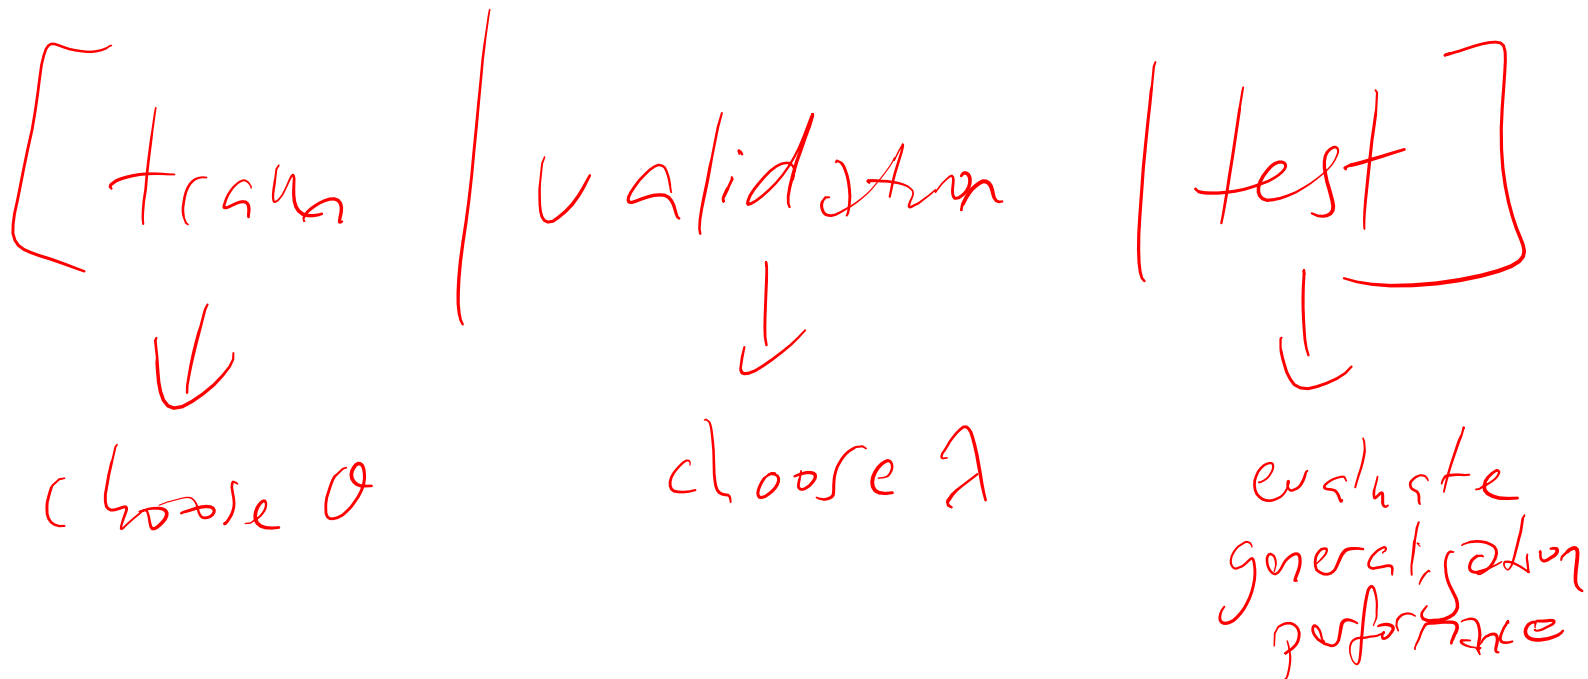 [ train | validation | test ]
choose θ
choose λ
evaluate
generalization
performance